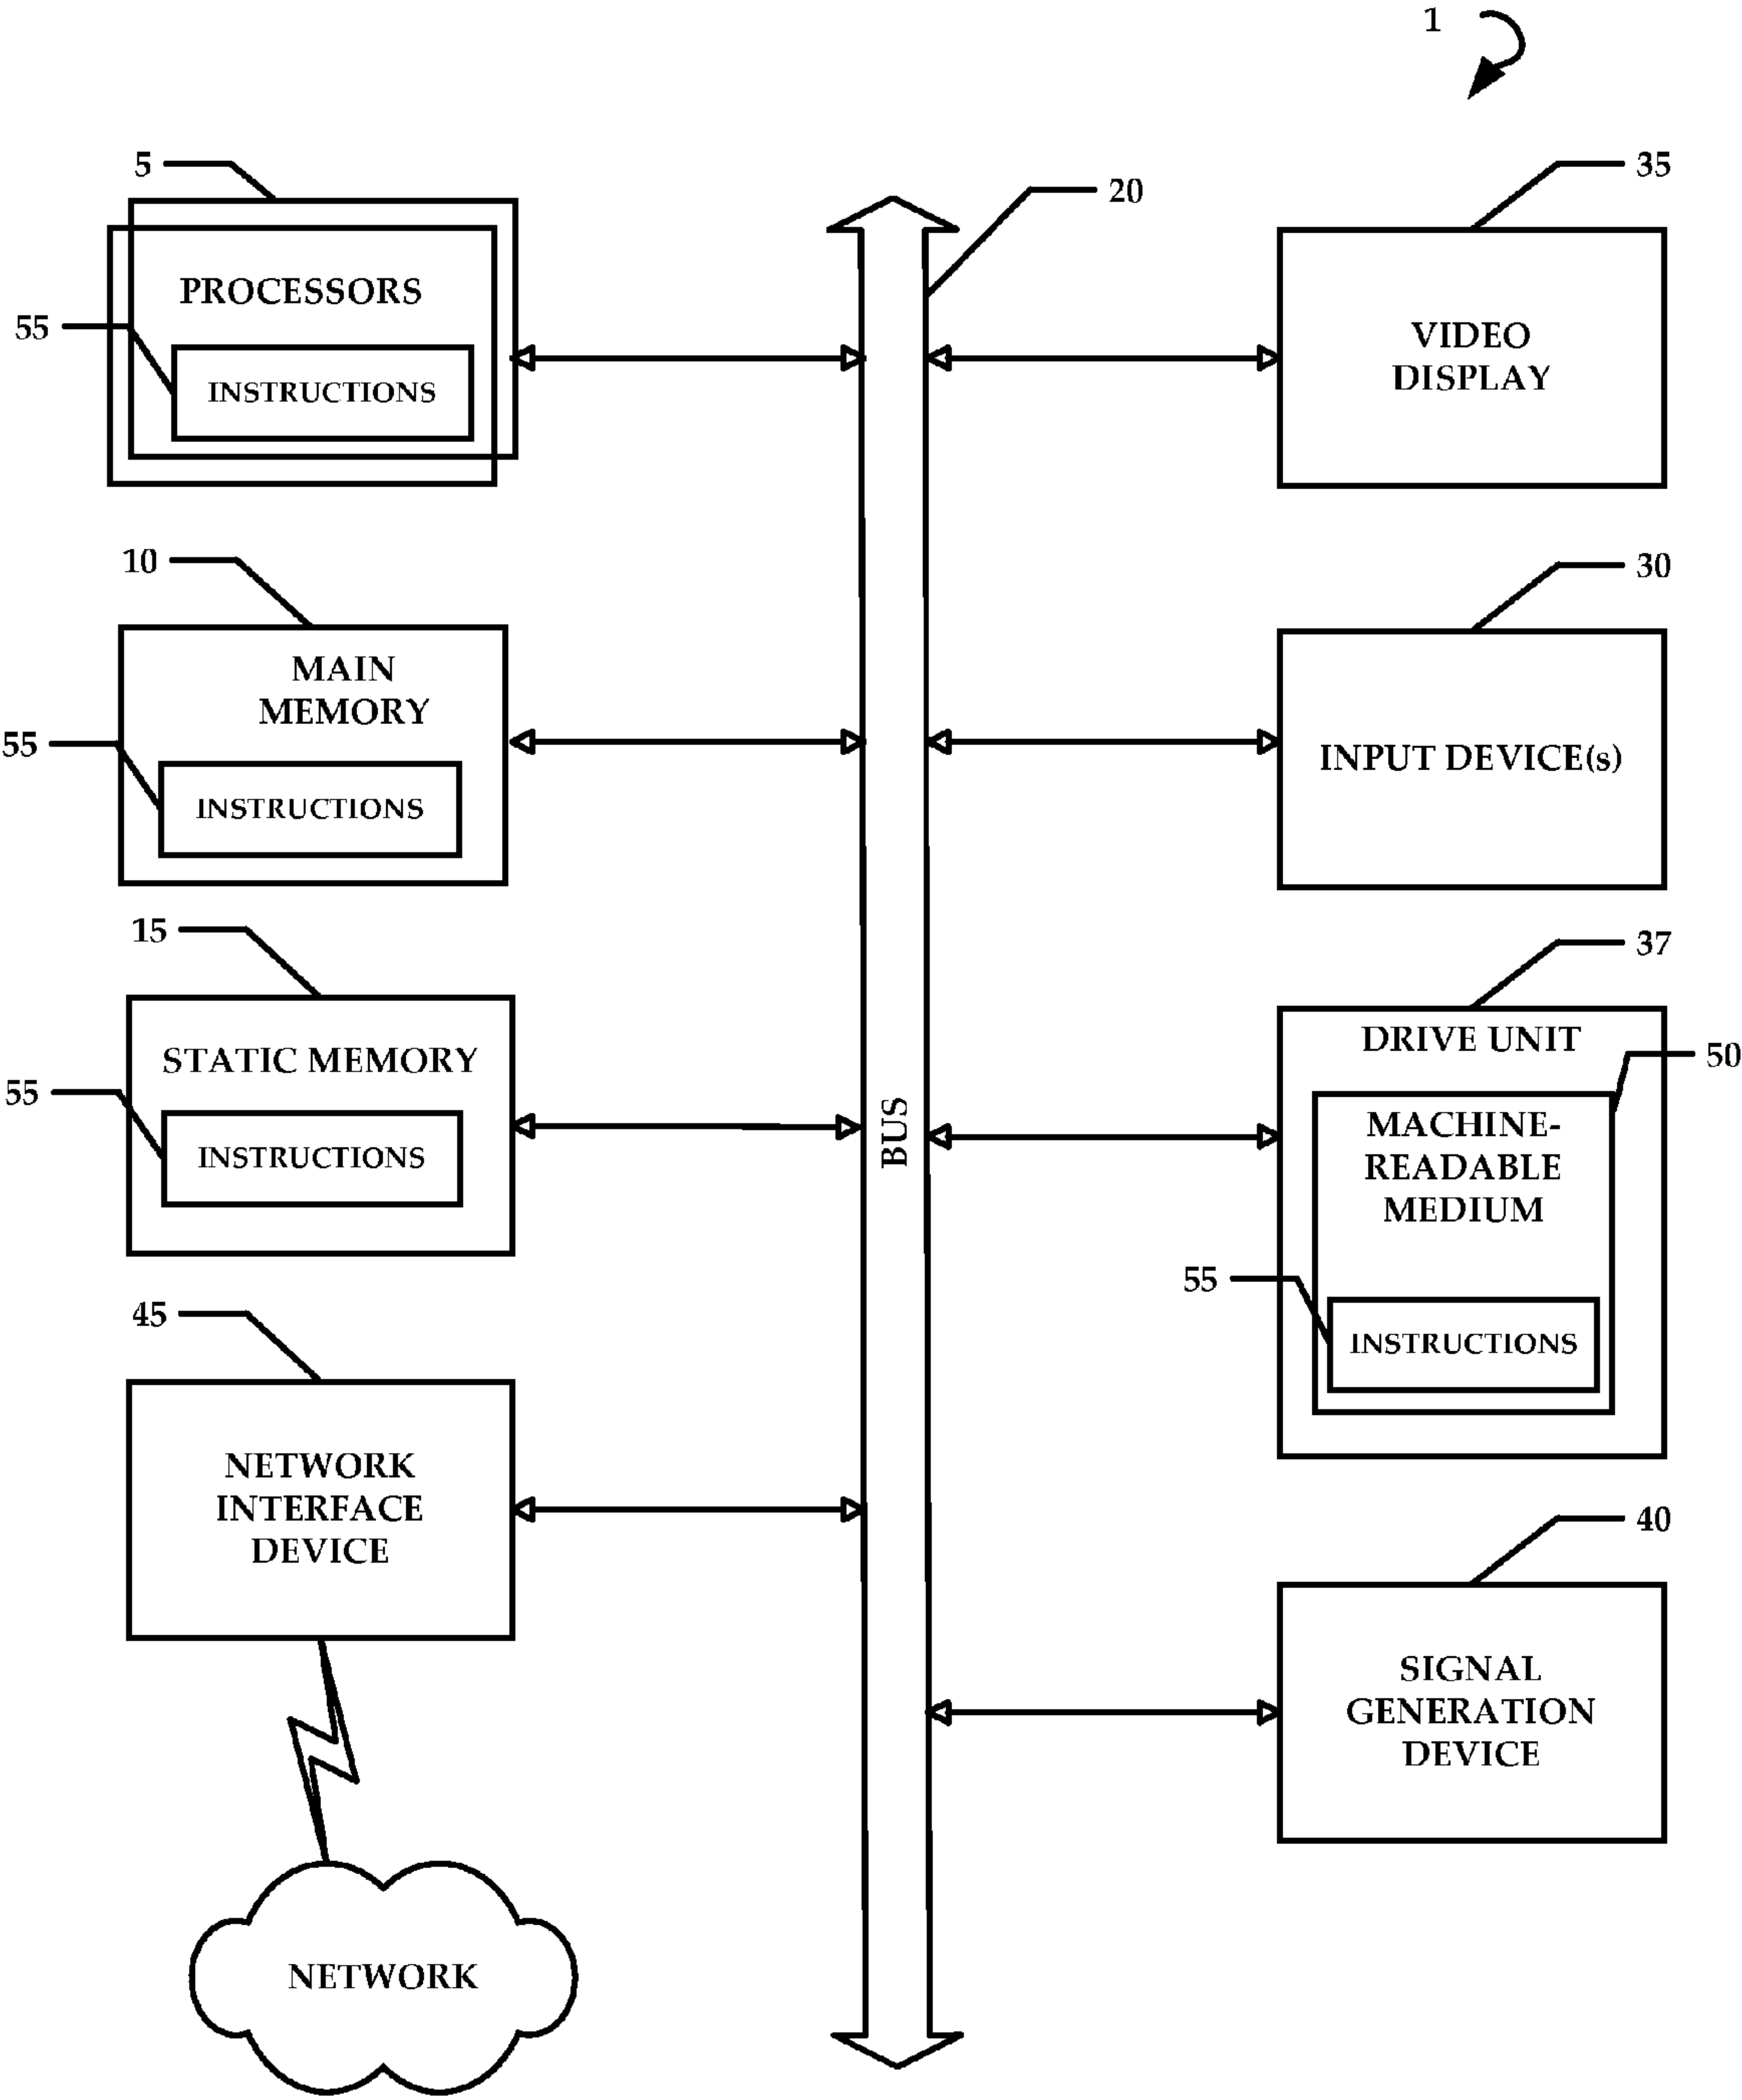 1
5
PROCESSORS
55
INSTRUCTIONS
10
MAIN
MEMORY
55
INSTRUCTIONS
15
STATIC MEMORY
55
INSTRUCTIONS
45
NETWORK
INTERFACE
DEVICE
NETWORK
20
BUS
35
VIDEO
DISPLAY
30
INPUT DEVICE(s)
37
DRIVE UNIT
50
MACHINE-
READABLE
MEDIUM
55
INSTRUCTIONS
40
SIGNAL
GENERATION
DEVICE